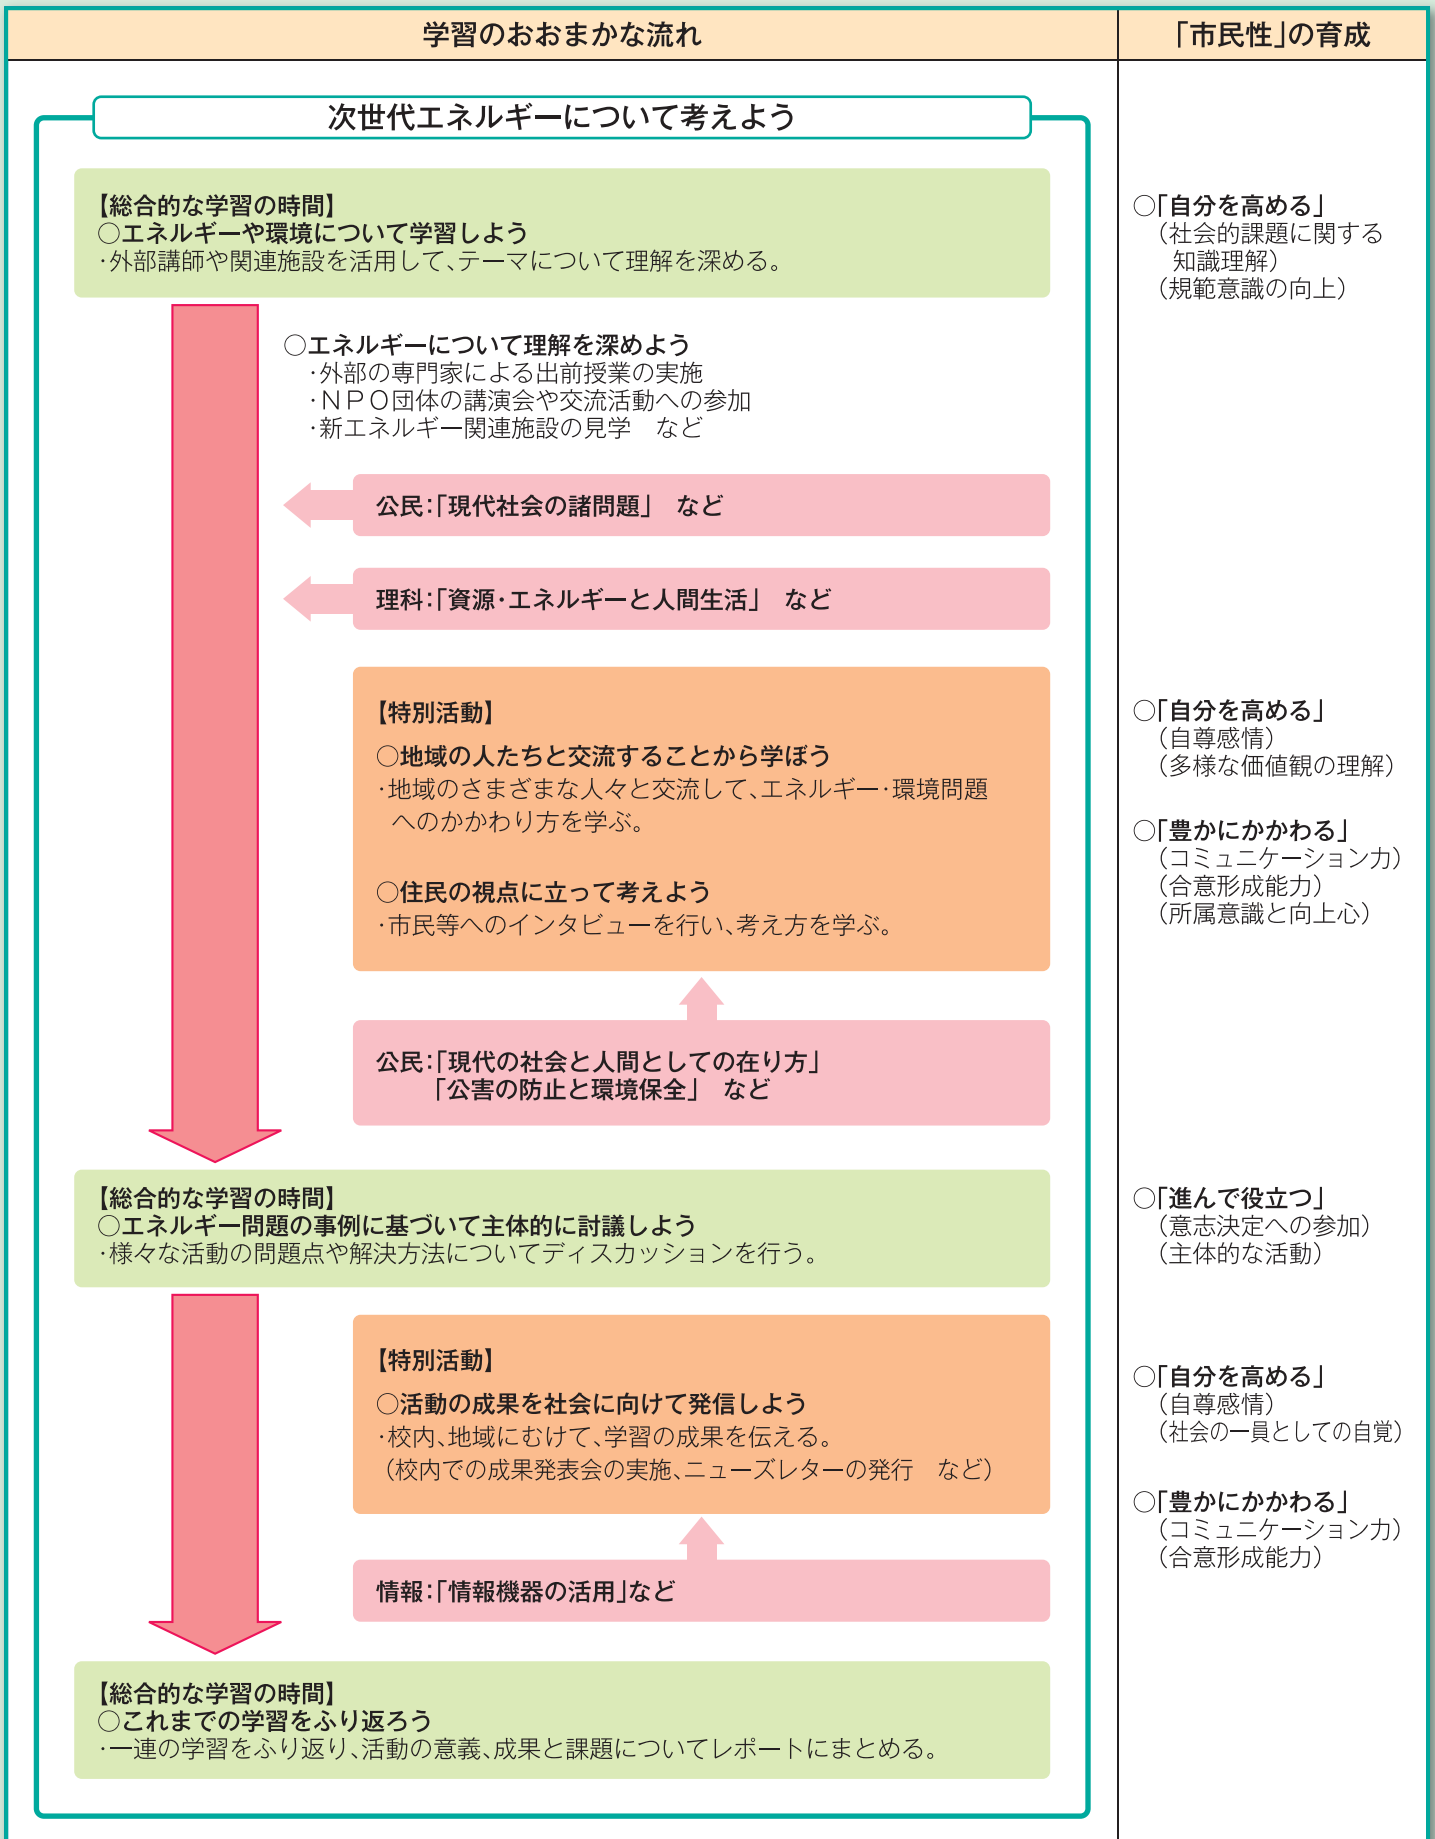 学習のおおまかな流れ
「市民性」の育成
次世代エネルギーについて考えよう
【総合的な学習の時間】
○エネルギーや環境について学習しよう
・外部講師や関連施設を活用して、テーマについて理解を深める。
○「自分を高める」
（社会的課題に関する
知識理解）
（規範意識の向上）
○エネルギーについて理解を深めよう
・外部の専門家による出前授業の実施
・ＮＰＯ団体の講演会や交流活動への参加
・新エネルギー関連施設の見学　など
公民：「現代社会の諸問題」　など
理科：「資源・エネルギーと人間生活」　など
【特別活動】
○地域の人たちと交流することから学ぼう
・地域のさまざまな人々と交流して、エネルギー・環境問題
へのかかわり方を学ぶ。
○住民の視点に立って考えよう
・市民等へのインタビューを行い、考え方を学ぶ。
○「自分を高める」
（自尊感情）
（多様な価値観の理解）
○「豊かにかかわる」
（コミュニケーション力）
（合意形成能力）
（所属意識と向上心）
公民：「現代の社会と人間としての在り方」
「公害の防止と環境保全」　など
【総合的な学習の時間】
○エネルギー問題の事例に基づいて主体的に討議しよう
・様々な活動の問題点や解決方法についてディスカッションを行う。
○「進んで役立つ」
（意志決定への参加）
（主体的な活動）
【特別活動】
○活動の成果を社会に向けて発信しよう
・校内、地域にむけて、学習の成果を伝える。
（校内での成果発表会の実施、ニューズレターの発行　など）
○「自分を高める」
（自尊感情）
（社会の一員としての自覚）
○「豊かにかかわる」
（コミュニケーション力）
（合意形成能力）
情報：「情報機器の活用」など
【総合的な学習の時間】
○これまでの学習をふり返ろう
・一連の学習をふり返り、活動の意義、成果と課題についてレポートにまとめる。